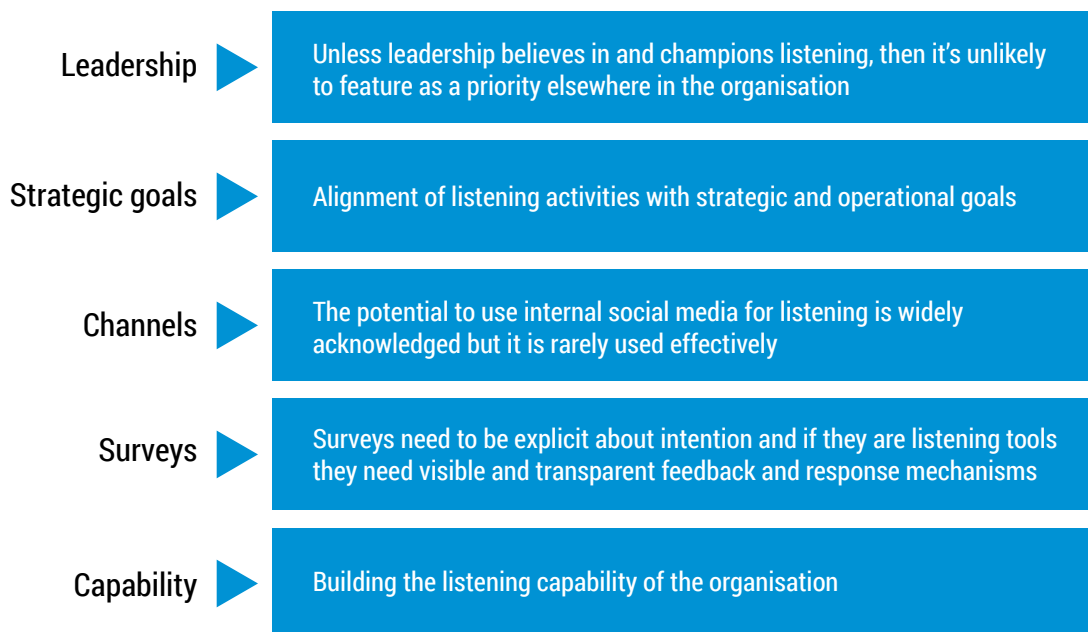 Leadership
Unless leadership believes in and champions listening, then it's unlikely
to feature as a priority elsewhere in the organisation
Strategic goals
Alignment of listening activities with strategic and operational goals
Channels
The potential to use internal social media for listening is widely
acknowledged but it is rarely used effectively
Surveys
Surveys need to be explicit about intention and if they are listening tools
they need visible and transparent feedback and response mechanisms
Capability
Building the listening capability of the organisation